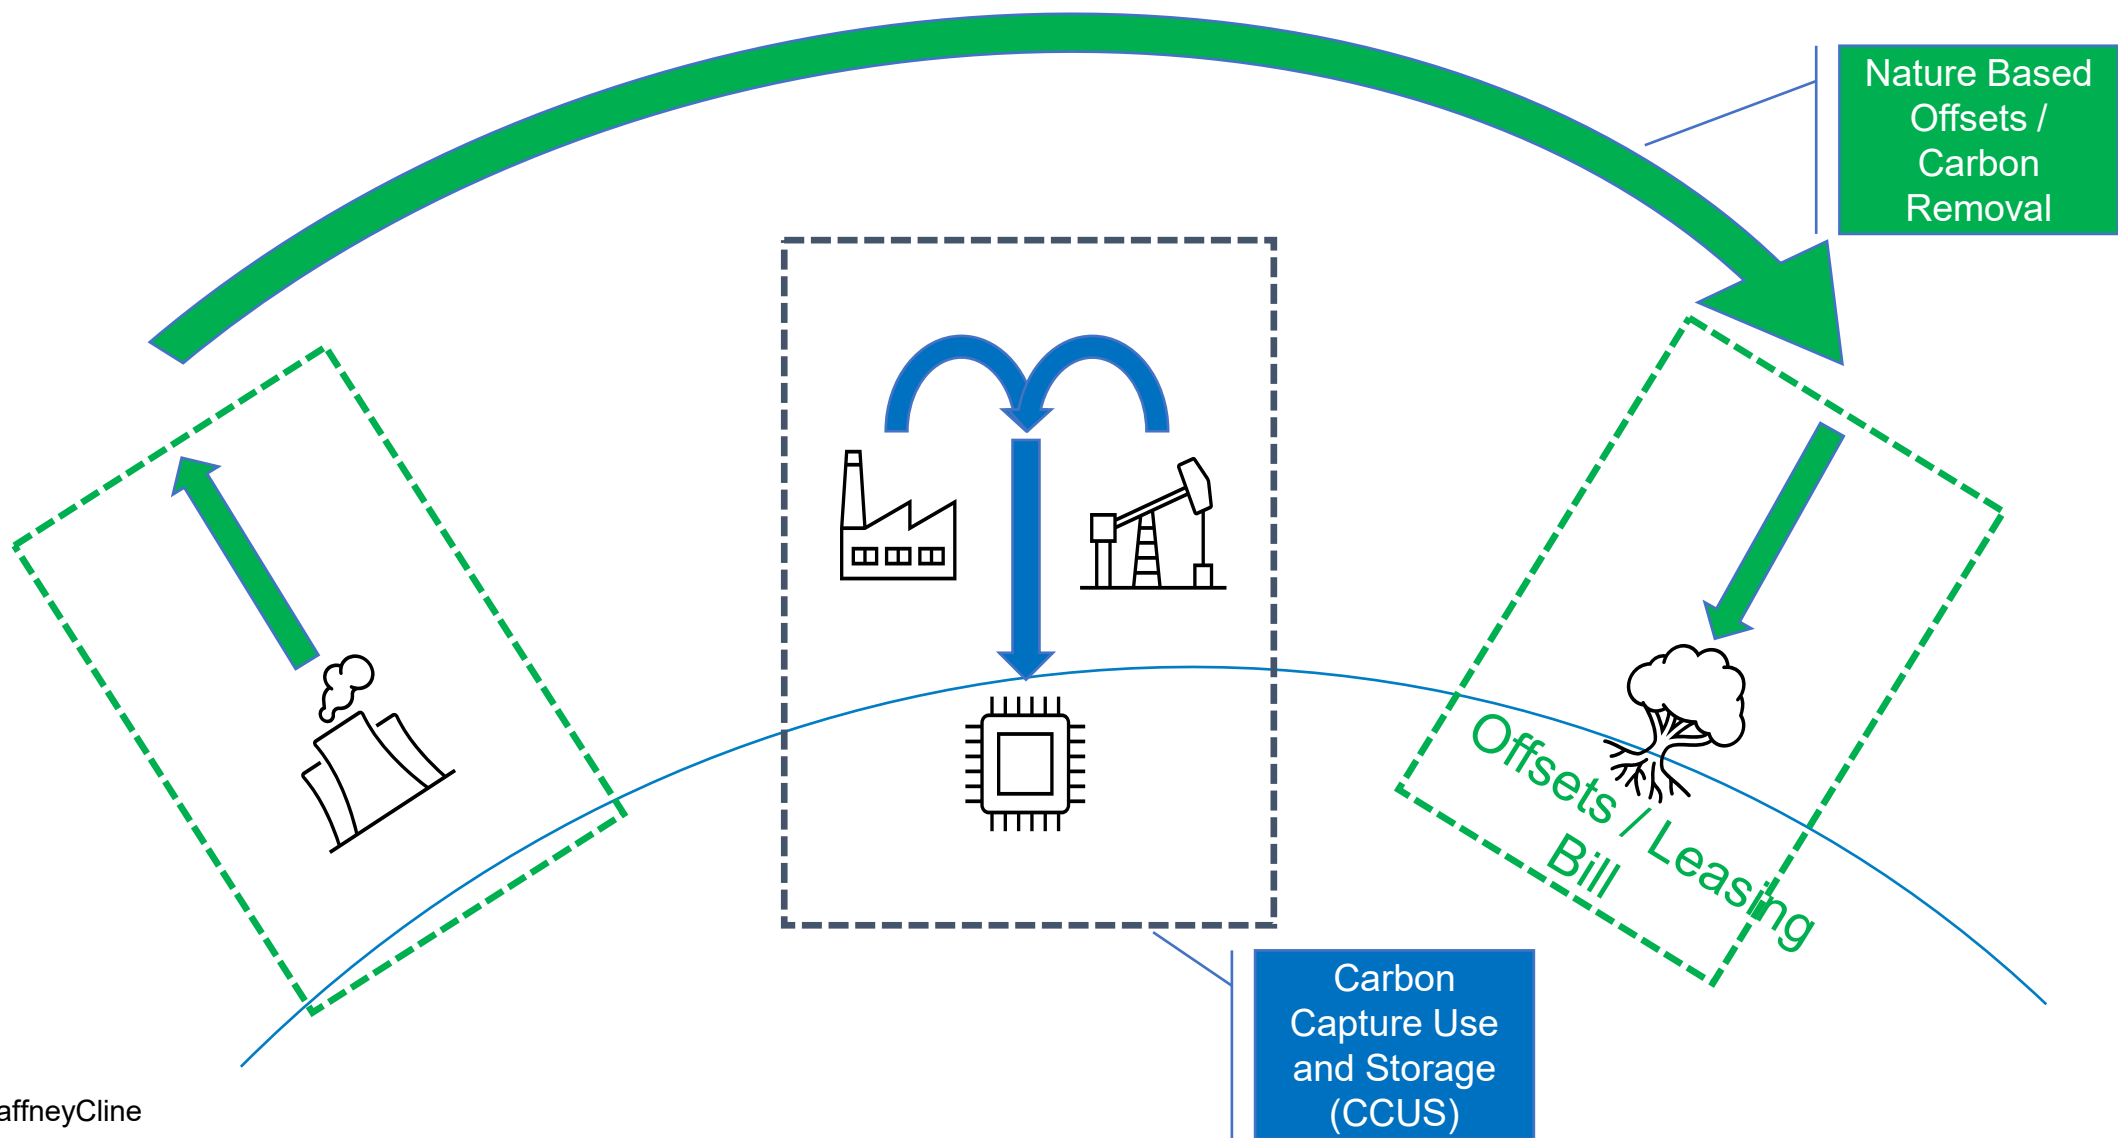 Nature Based
Offsets /
Carbon
Removal
Offsets / Leasing
Bill
Carbon
Capture Use
and Storage
(CCUS)
affneyCline